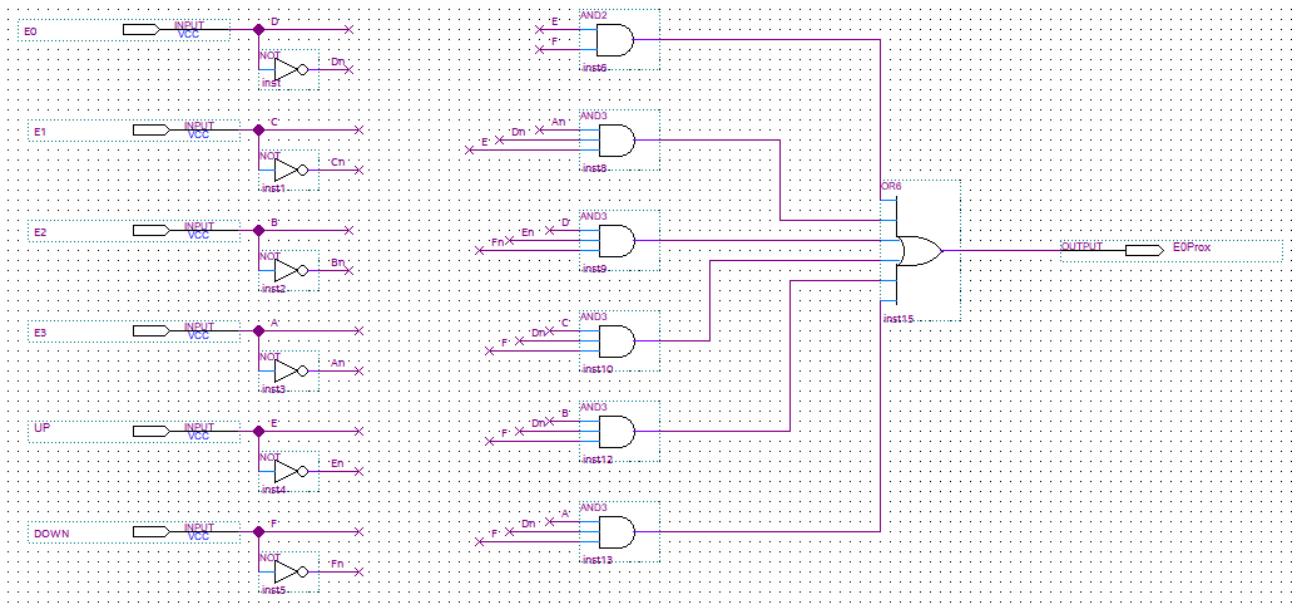 E0
INPUT
VCC
D
NOT
Dn
inst
E1
INPUT
VCC
C
NOT
Cn
inst1
E2
INPUT
VCC
B
NOT
Bn
inst2
E3
INPUT
VCC
A
NOT
An
inst3
UP
INPUT
VCC
E
NOT
En
inst4
DOWN
INPUT
VCC
F
NOT
Fn
inst5
AND2
E
F
inst6
AND3
An
Dn
E
inst8
AND3
D
En
Fn
inst9
AND3
C
Dn
F
inst10
AND3
B
Dn
F
inst12
AND3
A
Dn
F
inst13
OR6
inst15
OUTPUT
E0Prox